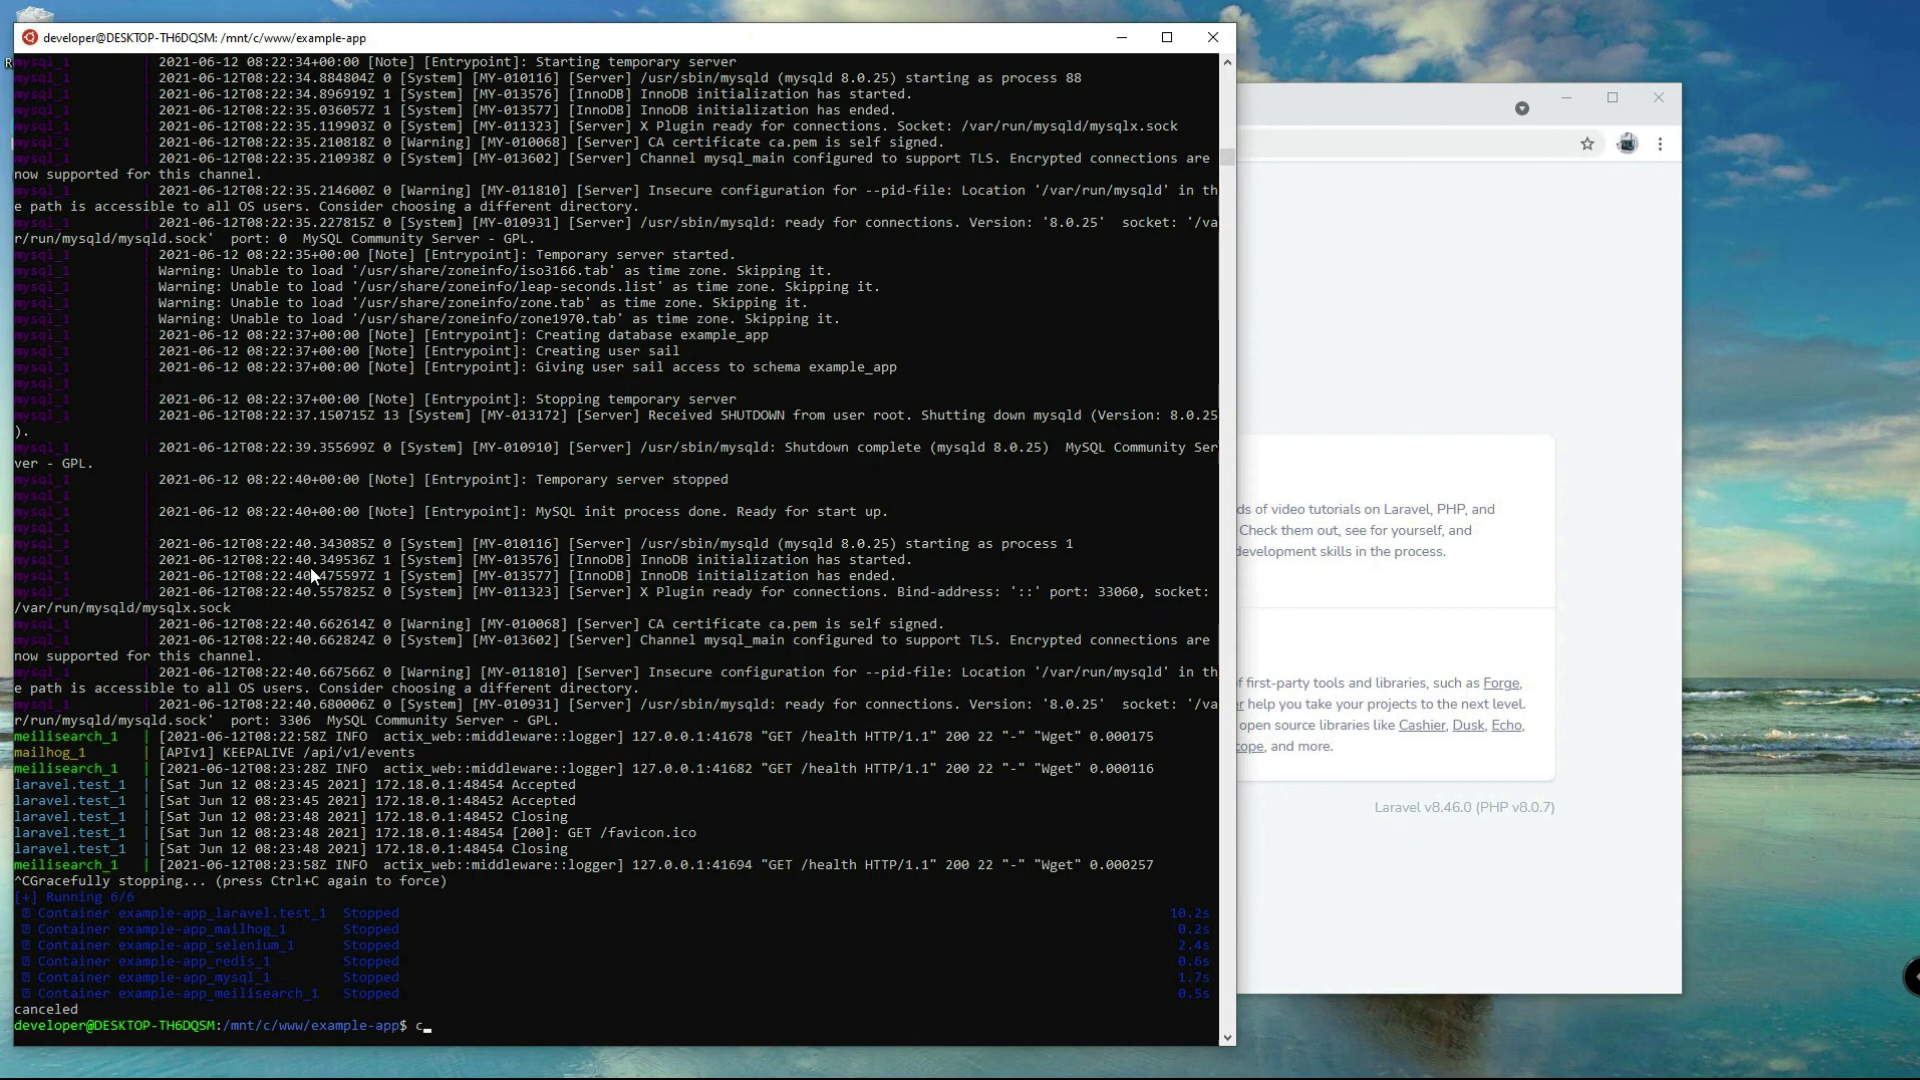 developer@DESKTOP-TH6DQSM: /mnt/c/www/example-app
mysql_1 | 2021-06-12 08:22:34+00:00 [Note] [Entrypoint]: Starting temporary server
mysql_1 | 2021-06-12T08:22:34.884804Z 0 [System] [MY-010116] [Server] /usr/sbin/mysqld (mysqld 8.0.25) starting as process 88
mysql_1 | 2021-06-12T08:22:34.896919Z 1 [System] [MY-013576] [InnoDB] InnoDB initialization has started.
mysql_1 | 2021-06-12T08:22:35.036057Z 1 [System] [MY-013577] [InnoDB] InnoDB initialization has ended.
mysql_1 | 2021-06-12T08:22:35.119903Z 0 [System] [MY-011323] [Server] X Plugin ready for connections. Socket: /var/run/mysqld/mysqlx.sock
mysql_1 | 2021-06-12T08:22:35.210818Z 0 [Warning] [MY-010068] [Server] CA certificate ca.pem is self signed.
mysql_1 | 2021-06-12T08:22:35.210938Z 0 [System] [MY-013602] [Server] Channel mysql_main configured to support TLS. Encrypted connections are
now supported for this channel.
mysql_1 | 2021-06-12T08:22:35.214600Z 0 [Warning] [MY-011810] [Server] Insecure configuration for --pid-file: Location '/var/run/mysqld' in th
e path is accessible to all OS users. Consider choosing a different directory.
mysql_1 | 2021-06-12T08:22:35.227815Z 0 [System] [MY-010931] [Server] /usr/sbin/mysqld: ready for connections. Version: '8.0.25'  socket: '/va
r/run/mysqld/mysqld.sock'  port: 0  MySQL Community Server - GPL.
mysql_1 | 2021-06-12 08:22:35+00:00 [Note] [Entrypoint]: Temporary server started.
mysql_1 | Warning: Unable to load '/usr/share/zoneinfo/iso3166.tab' as time zone. Skipping it.
mysql_1 | Warning: Unable to load '/usr/share/zoneinfo/leap-seconds.list' as time zone. Skipping it.
mysql_1 | Warning: Unable to load '/usr/share/zoneinfo/zone.tab' as time zone. Skipping it.
mysql_1 | Warning: Unable to load '/usr/share/zoneinfo/zone1970.tab' as time zone. Skipping it.
mysql_1 | 2021-06-12 08:22:37+00:00 [Note] [Entrypoint]: Creating database example_app
mysql_1 | 2021-06-12 08:22:37+00:00 [Note] [Entrypoint]: Creating user sail
mysql_1 | 2021-06-12 08:22:37+00:00 [Note] [Entrypoint]: Giving user sail access to schema example_app
mysql_1 |
mysql_1 | 2021-06-12 08:22:37+00:00 [Note] [Entrypoint]: Stopping temporary server
mysql_1 | 2021-06-12T08:22:37.150715Z 13 [System] [MY-013172] [Server] Received SHUTDOWN from user root. Shutting down mysqld (Version: 8.0.25
).
mysql_1 | 2021-06-12T08:22:39.355699Z 0 [System] [MY-010910] [Server] /usr/sbin/mysqld: Shutdown complete (mysqld 8.0.25)  MySQL Community Ser
ver - GPL.
mysql_1 | 2021-06-12 08:22:40+00:00 [Note] [Entrypoint]: Temporary server stopped
mysql_1 |
mysql_1 | 2021-06-12 08:22:40+00:00 [Note] [Entrypoint]: MySQL init process done. Ready for start up.
mysql_1 |
mysql_1 | 2021-06-12T08:22:40.343085Z 0 [System] [MY-010116] [Server] /usr/sbin/mysqld (mysqld 8.0.25) starting as process 1
mysql_1 | 2021-06-12T08:22:40.349536Z 1 [System] [MY-013576] [InnoDB] InnoDB initialization has started.
mysql_1 | 2021-06-12T08:22:40.475597Z 1 [System] [MY-013577] [InnoDB] InnoDB initialization has ended.
mysql_1 | 2021-06-12T08:22:40.557825Z 0 [System] [MY-011323] [Server] X Plugin ready for connections. Bind-address: '::' port: 33060, socket:
/var/run/mysqld/mysqlx.sock
mysql_1 | 2021-06-12T08:22:40.662614Z 0 [Warning] [MY-010068] [Server] CA certificate ca.pem is self signed.
mysql_1 | 2021-06-12T08:22:40.662824Z 0 [System] [MY-013602] [Server] Channel mysql_main configured to support TLS. Encrypted connections are
now supported for this channel.
mysql_1 | 2021-06-12T08:22:40.667566Z 0 [Warning] [MY-011810] [Server] Insecure configuration for --pid-file: Location '/var/run/mysqld' in th
e path is accessible to all OS users. Consider choosing a different directory.
mysql_1 | 2021-06-12T08:22:40.680006Z 0 [System] [MY-010931] [Server] /usr/sbin/mysqld: ready for connections. Version: '8.0.25'  socket: '/va
r/run/mysqld/mysqld.sock'  port: 3306  MySQL Community Server - GPL.
meilisearch_1 | [2021-06-12T08:22:58Z INFO  actix_web::middleware::logger] 127.0.0.1:41678 "GET /health HTTP/1.1" 200 22 "-" "Wget" 0.000175
mailhog_1 | [APIv1] KEEPALIVE /api/v1/events
meilisearch_1 | [2021-06-12T08:23:28Z INFO  actix_web::middleware::logger] 127.0.0.1:41682 "GET /health HTTP/1.1" 200 22 "-" "Wget" 0.000116
laravel.test_1 | [Sat Jun 12 08:23:45 2021] 172.18.0.1:48454 Accepted
laravel.test_1 | [Sat Jun 12 08:23:45 2021] 172.18.0.1:48454 Accepted
laravel.test_1 | [Sat Jun 12 08:23:48 2021] 172.18.0.1:48452 Closing
laravel.test_1 | [Sat Jun 12 08:23:48 2021] 172.18.0.1:48454 [200]: GET /favicon.ico
laravel.test_1 | [Sat Jun 12 08:23:48 2021] 172.18.0.1:48454 Closing
meilisearch_1 | [2021-06-12T08:23:58Z INFO  actix_web::middleware::logger] 127.0.0.1:41694 "GET /health HTTP/1.1" 200 22 "-" "Wget" 0.000257
^CGracefully stopping... (press Ctrl+C again to force)
[+] Running 6/6
Container example-app_laravel.test_1  Stopped 10.2s
Container example-app_mailhog_1  Stopped 0.2s
Container example-app_selenium_1  Stopped 2.4s
Container example-app_redis_1  Stopped 0.6s
Container example-app_mysql_1  Stopped 1.7s
Container example-app_meilisearch_1  Stopped 0.5s
canceled
developer@DESKTOP-TH6DQSM:/mnt/c/www/example-app$ c_
ds of video tutorials on Laravel, PHP, and
Check them out, see for yourself, and
development skills in the process.
f first-party tools and libraries, such as Forge,
r help you take your projects to the next level.
open source libraries like Cashier, Dusk, Echo,
cope, and more.
Laravel v8.46.0 (PHP v8.0.7)